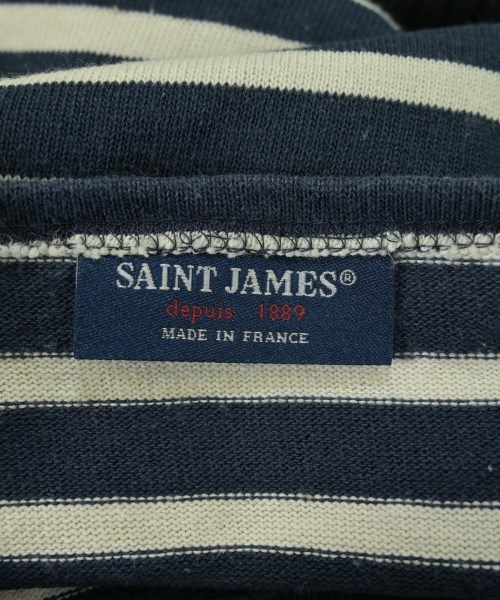 SAINT JAMES®
depuis 1889
MADE IN FRANCE